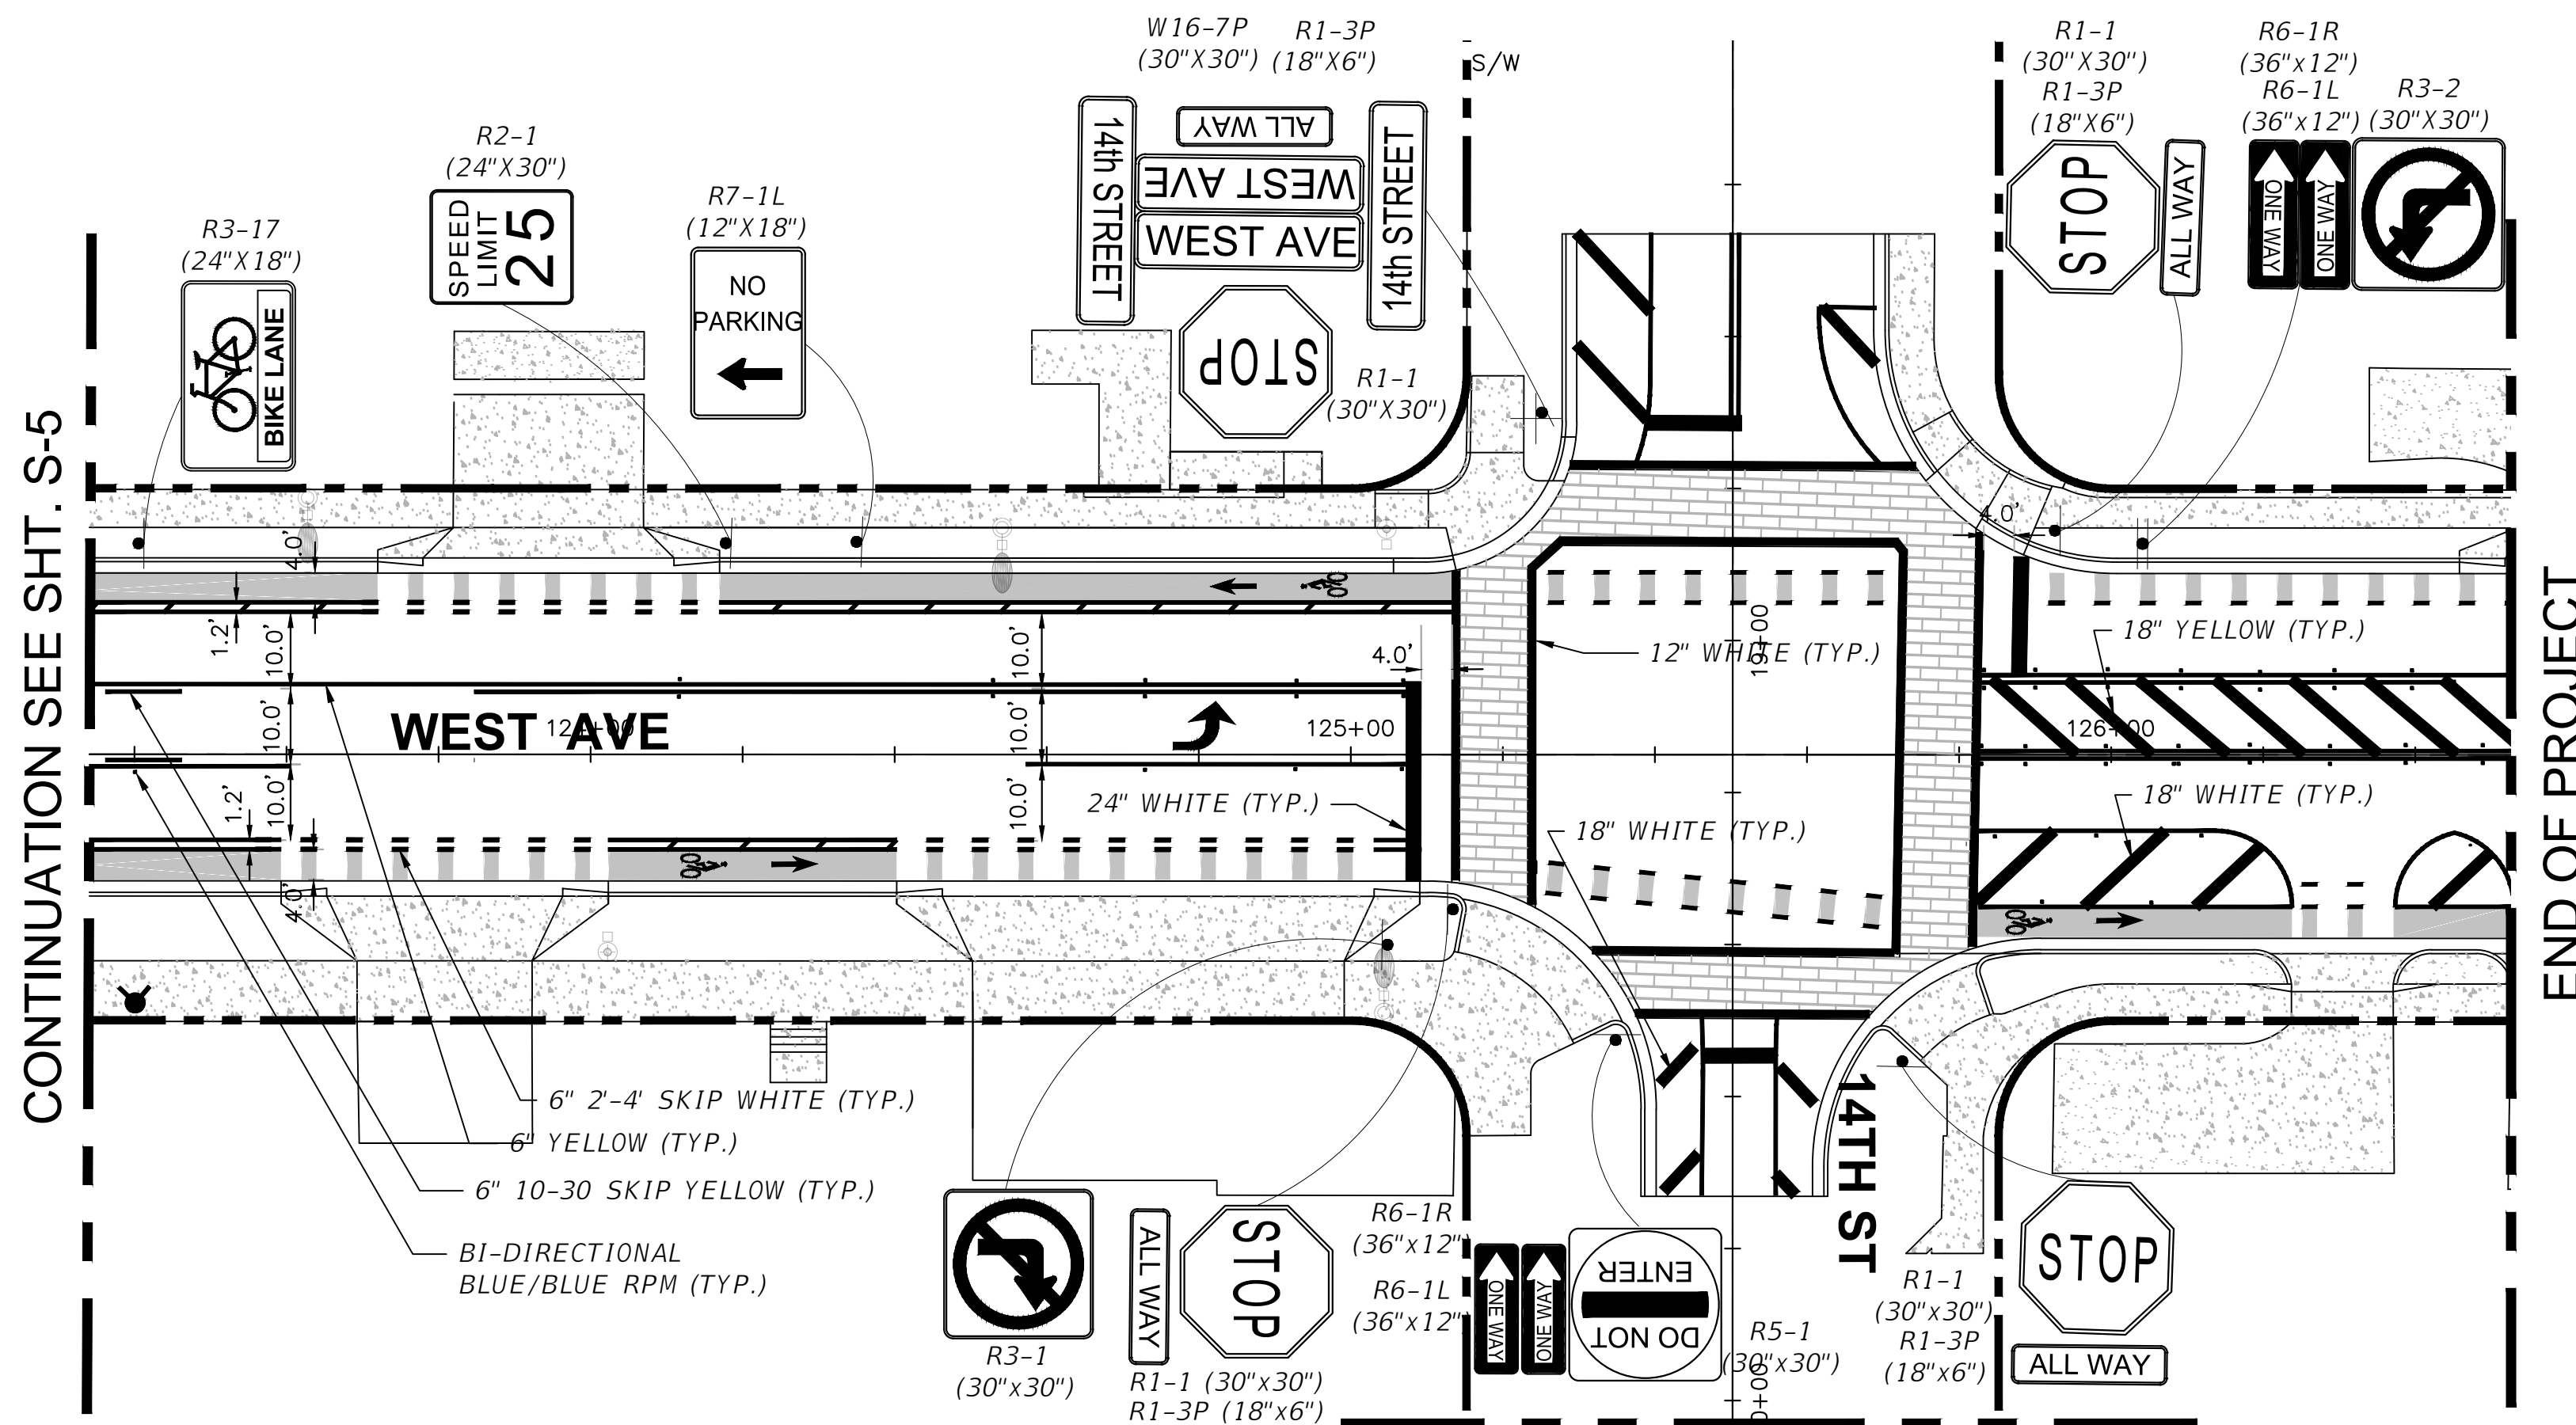 W16-7P
(30"X30")
R1-3P
(18"X6")
S/W
R1-1
(30"X30")
R1-3P
(18"X6")
R6-1R
(36"x12")
R6-1L
(36"x12")
R3-2
(30"X30")
R2-1
(24"X30")
SPEED
LIMIT
25
R7-1L
(12"X18")
NO
PARKING
R3-17
(24"X18")
BIKE LANE
14th STREET
ALL WAY
WEST AVE
WEST AVE
14th STREET
STOP
R1-1
(30"X30")
STOP
ALL WAY
ONE WAY
ONE WAY
CONTINUATION SEE SHT. S-5
END OF PROJECT
4.0'
4.0'
1.2'
10.0'
10.0'
4.0'
12" WHITE (TYP.)
19+00
18" YELLOW (TYP.)
WEST AVE
124+00
10.0'
10.0'
125+00
126+00
1.2'
10.0'
10.0'
24" WHITE (TYP.)
18" WHITE (TYP.)
18" WHITE (TYP.)
4.0'
6" 2'-4' SKIP WHITE (TYP.)
6" YELLOW (TYP.)
6" 10-30 SKIP YELLOW (TYP.)
BI-DIRECTIONAL
BLUE/BLUE RPM (TYP.)
14TH ST
R3-1
(30"x30")
ALL WAY
STOP
R1-1 (30"x30")
R1-3P (18"x6")
R6-1R
(36"x12")
R6-1L
(36"x12")
ONE WAY
ONE WAY
DO NOT
ENTER
R5-1
(30"x30")
R1-1
(30"x30")
R1-3P
(18"x6")
STOP
ALL WAY